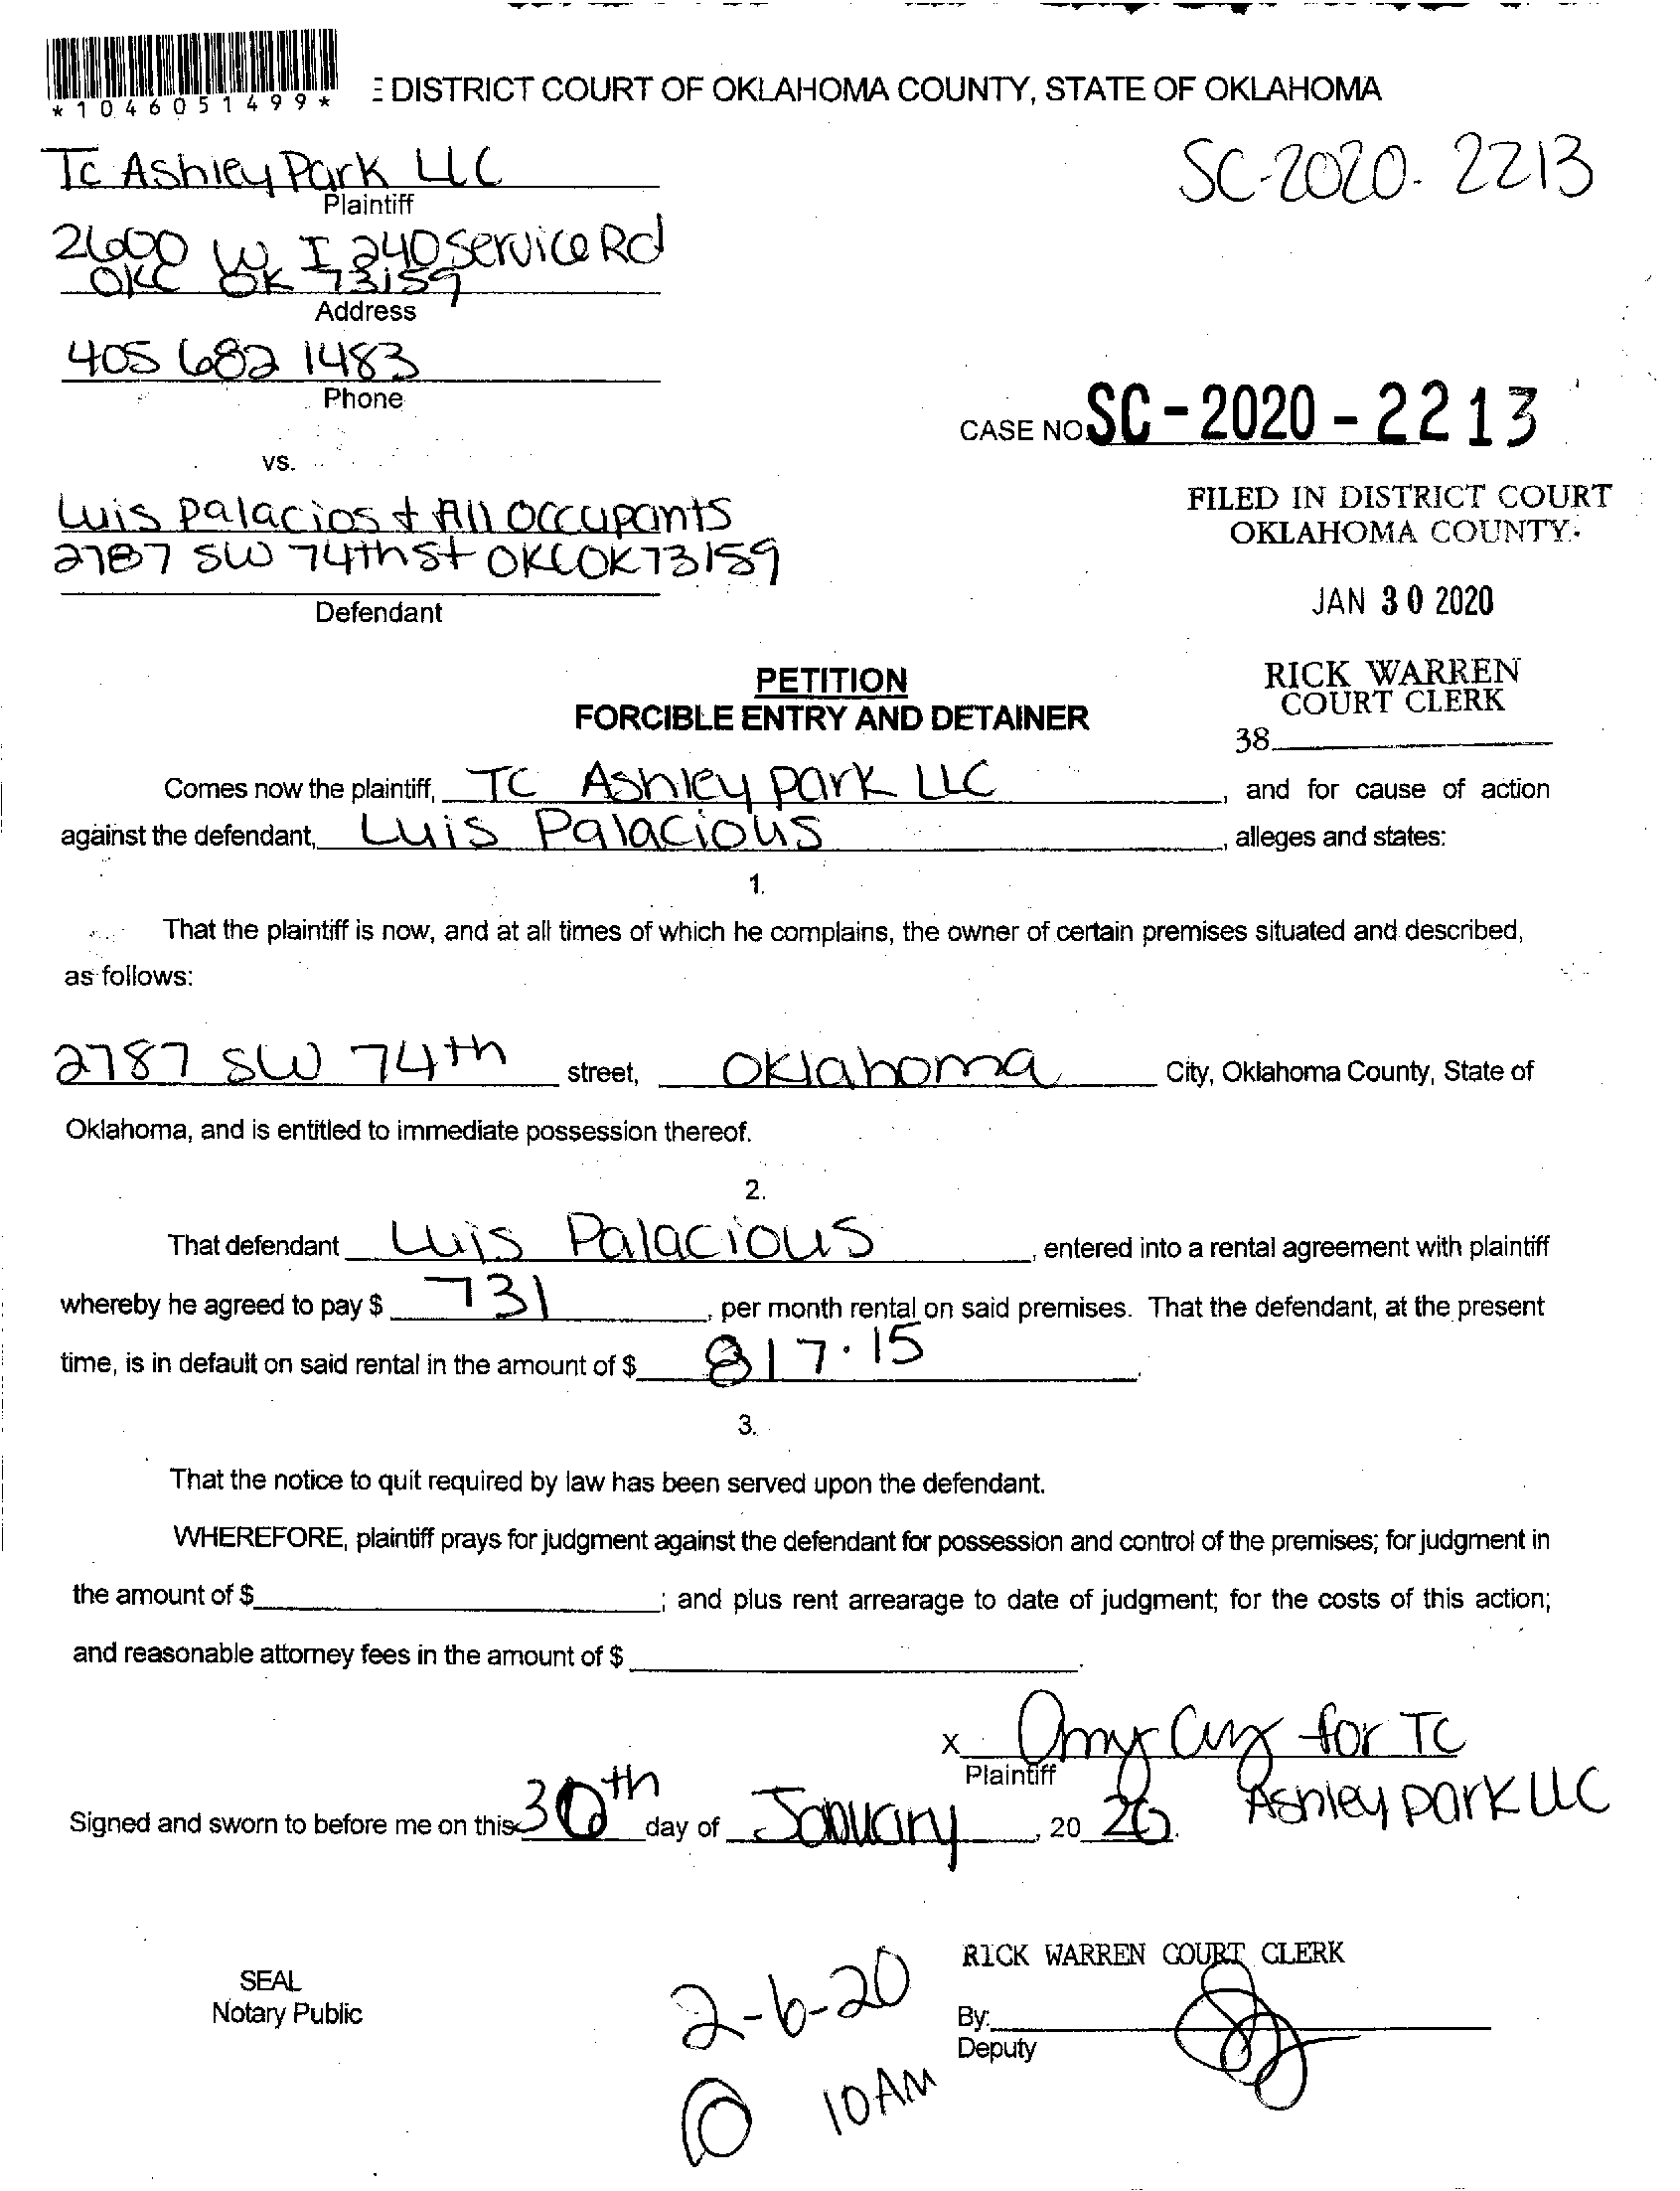 *1046051499*
E DISTRICT COURT OF OKLAHOMA COUNTY, STATE OF OKLAHOMA
TC Ashley Park LLC
Plaintiff
SC-2020-2213
2600 W I 240 Service Rd
OKC OK 73159
Address
405 682 1483
Phone
CASE NO. SC-2020-2213
vs.
Luis Palacios + All Occupants
2787 SW 74th St OKC OK 73159
Defendant
FILED IN DISTRICT COURT
OKLAHOMA COUNTY
JAN 30 2020
RICK WARREN
COURT CLERK
38
PETITION
FORCIBLE ENTRY AND DETAINER
Comes now the plaintiff, TC Ashley Park LLC, and for cause of action
against the defendant, Luis Palacious, alleges and states:
1.
That the plaintiff is now, and at all times of which he complains, the owner of certain premises situated and described,
as follows:
2787 SW 74th street, Oklahoma City, Oklahoma County, State of
Oklahoma, and is entitled to immediate possession thereof.
2.
That defendant Luis Palacious, entered into a rental agreement with plaintiff
whereby he agreed to pay $ 731, per month rental on said premises. That the defendant, at the present
time, is in default on said rental in the amount of $ 817.15.
3.
That the notice to quit required by law has been served upon the defendant.
WHEREFORE, plaintiff prays for judgment against the defendant for possession and control of the premises; for judgment in
the amount of $; and plus rent arrearage to date of judgment; for the costs of this action;
and reasonable attorney fees in the amount of $.
x for TC
Plaintiff
Ashley Park LLC
Signed and sworn to before me on this 30th day of January, 2020.
SEAL
Notary Public
2-6-20
@ 10AM
RICK WARREN COURT CLERK
By:
Deputy